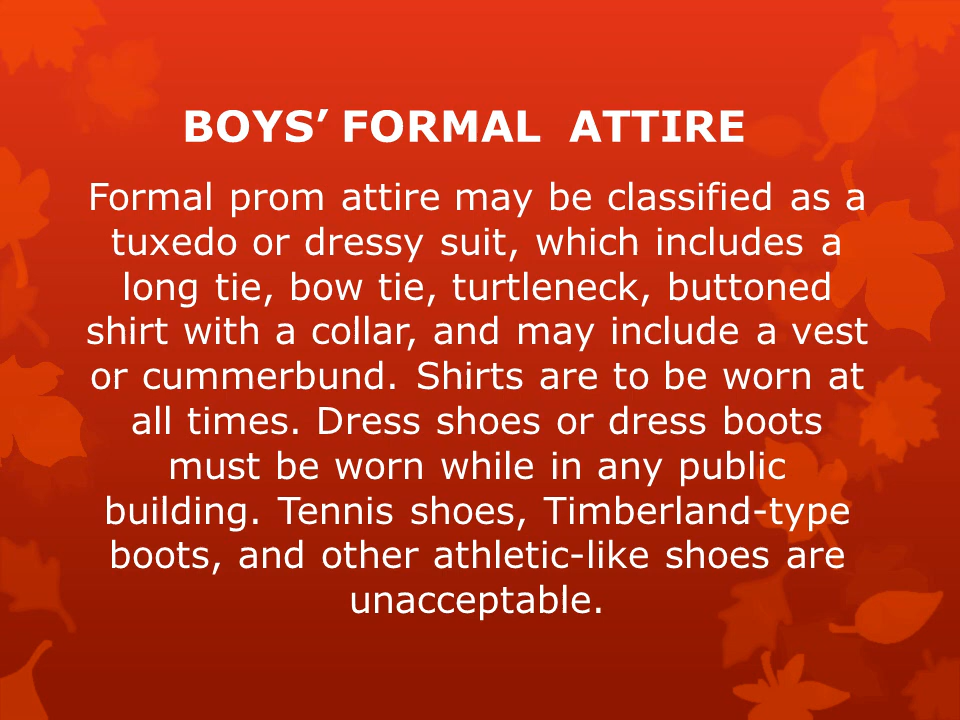 BOYS’ FORMAL  ATTIRE
Formal prom attire may be classified as a
tuxedo or dressy suit, which includes a
long tie, bow tie, turtleneck, buttoned
shirt with a collar, and may include a vest
or cummerbund. Shirts are to be worn at
all times. Dress shoes or dress boots
must be worn while in any public
building. Tennis shoes, Timberland-type
boots, and other athletic-like shoes are
unacceptable.